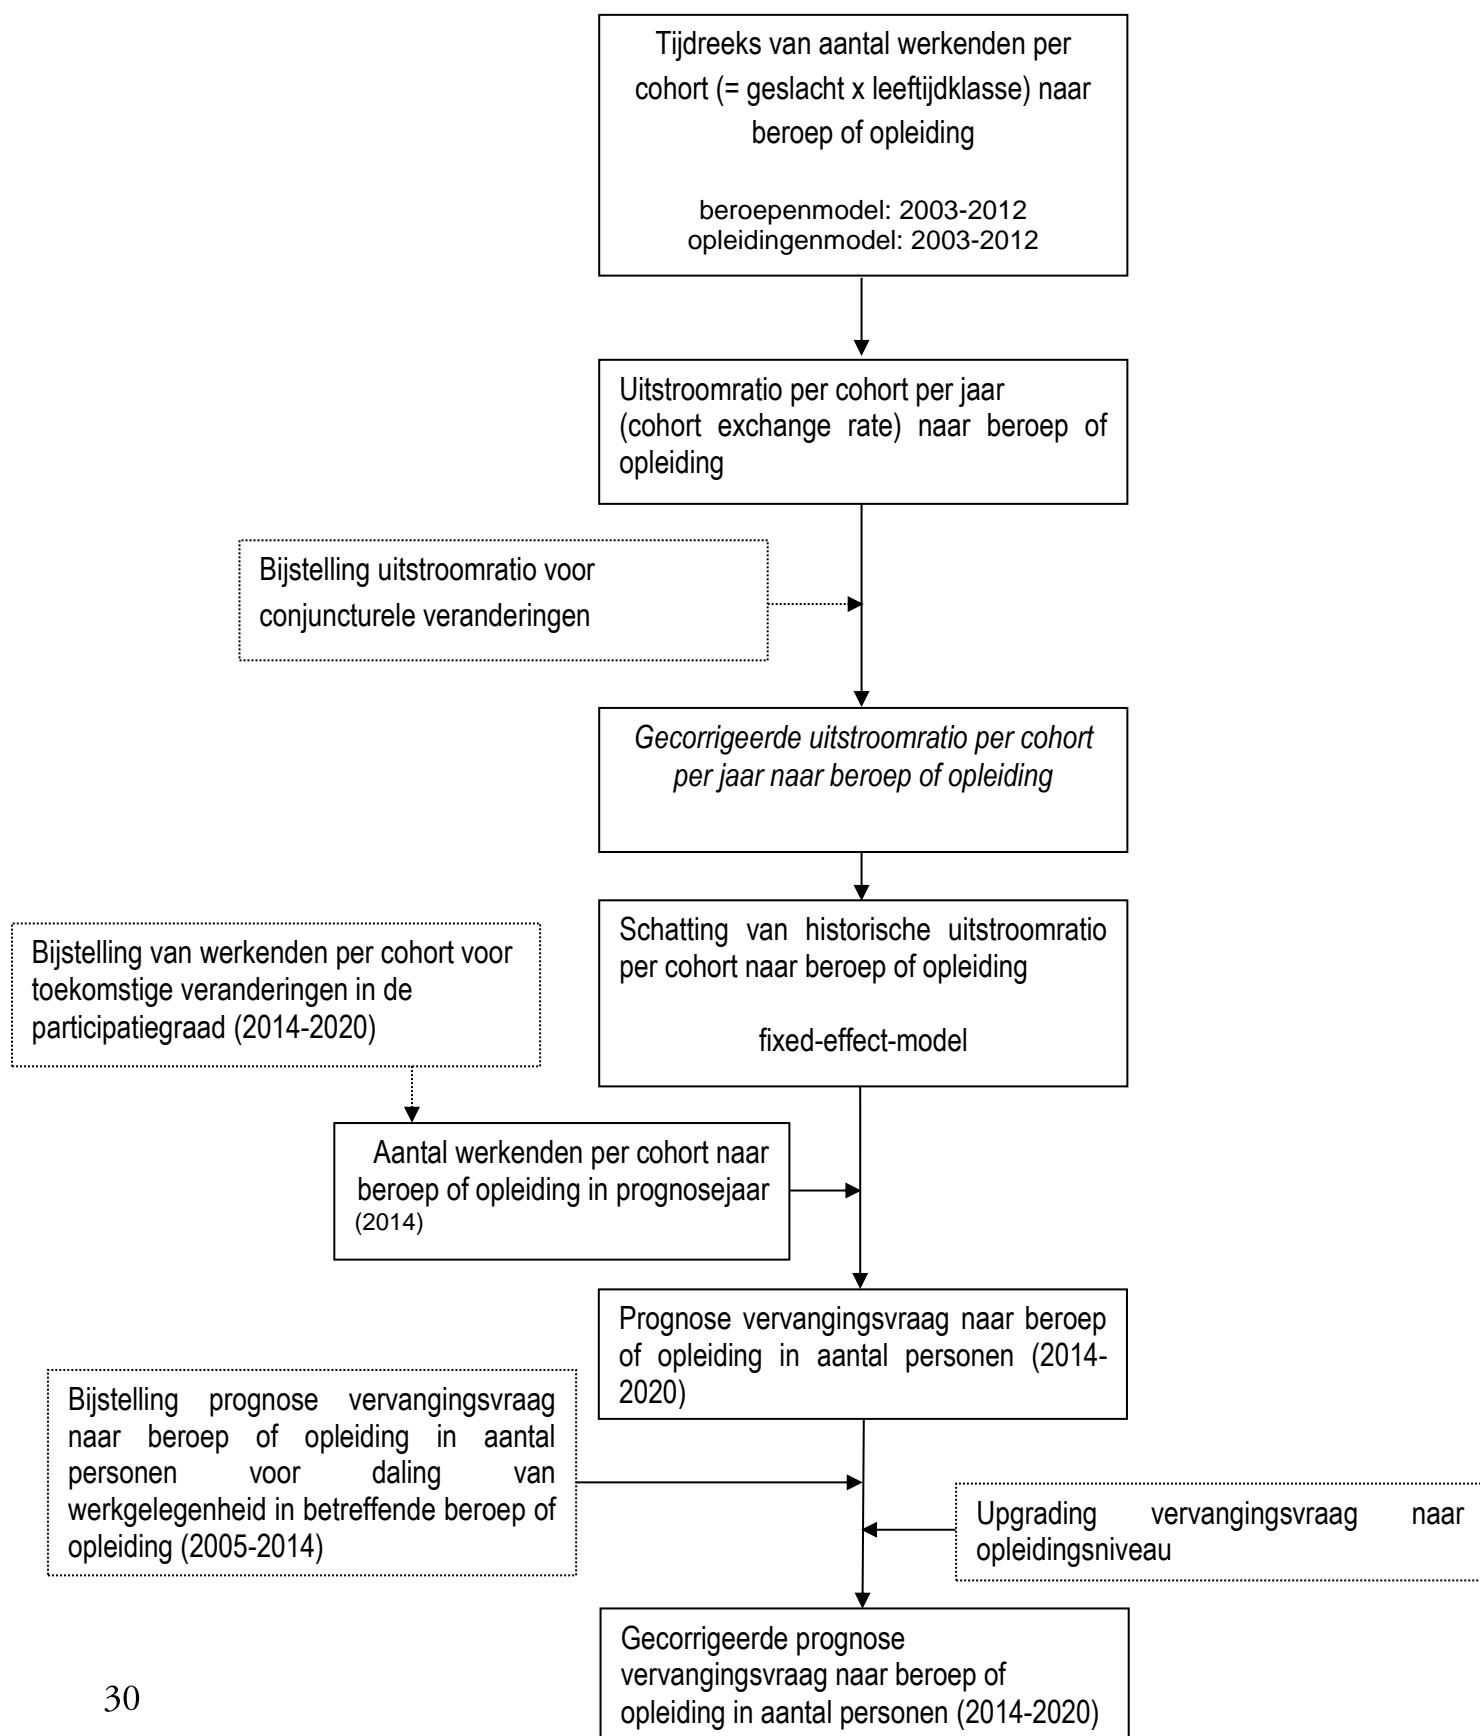 Tijdreeks van aantal werkenden per
cohort (= geslacht x leeftijdklasse) naar
beroep of opleiding
beroepenmodel: 2003-2012
opleidingenmodel: 2003-2012
Uitstroomratio per cohort per jaar
(cohort exchange rate) naar beroep of
opleiding
Bijstelling uitstroomratio voor
conjuncturele veranderingen
Gecorrigeerde uitstroomratio per cohort
per jaar naar beroep of opleiding
Schatting van historische uitstroomratio
per cohort naar beroep of opleiding
fixed-effect-model
Bijstelling van werkenden per cohort voor
toekomstige veranderingen in de
participatiegraad (2014-2020)
Aantal werkenden per cohort naar
beroep of opleiding in prognosejaar
(2014)
Prognose vervangingsvraag naar beroep
of opleiding in aantal personen (2014-
2020)
Bijstelling prognose vervangingsvraag
naar beroep of opleiding in aantal
personen voor daling van
werkgelegenheid in betreffende beroep of
opleiding (2005-2014)
Upgrading vervangingsvraag naar
opleidingsniveau
Gecorrigeerde prognose
vervangingsvraag naar beroep of
opleiding in aantal personen (2014-2020)
30